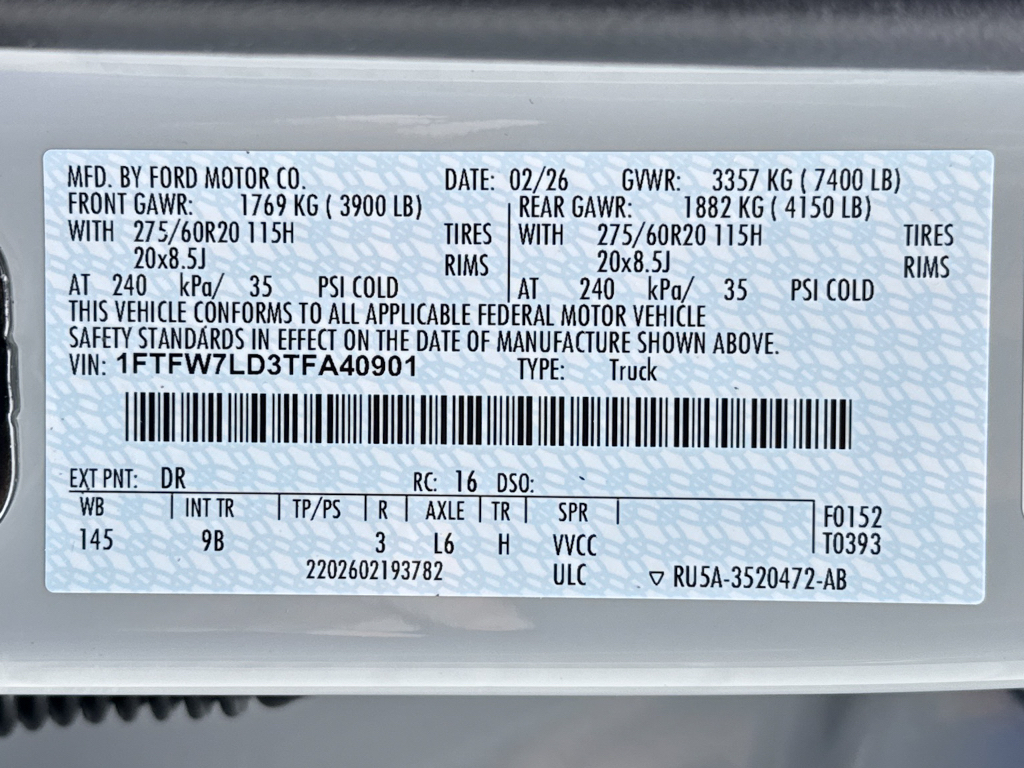 MFD. BY FORD MOTOR CO. DATE: 02/26 GVWR: 3357 KG ( 7400 LB)
FRONT GAWR: 1769 KG ( 3900 LB) REAR GAWR: 1882 KG ( 4150 LB)
WITH 275/60R20 115H TIRES WITH 275/60R20 115H TIRES
20x8.5J RIMS 20x8.5J RIMS
AT 240 kPa/ 35 PSI COLD AT 240 kPa/ 35 PSI COLD
THIS VEHICLE CONFORMS TO ALL APPLICABLE FEDERAL MOTOR VEHICLE
SAFETY STANDARDS IN EFFECT ON THE DATE OF MANUFACTURE SHOWN ABOVE.
VIN: 1FTFW7LD3TFA40901 TYPE: Truck
EXT PNT: DR RC: 16 DSO:
WB INT TR TP/PS R AXLE TR SPR F0152
145 9B 3 L6 H VVCC T0393
2202602193782 ULC ▽ RU5A-3520472-AB